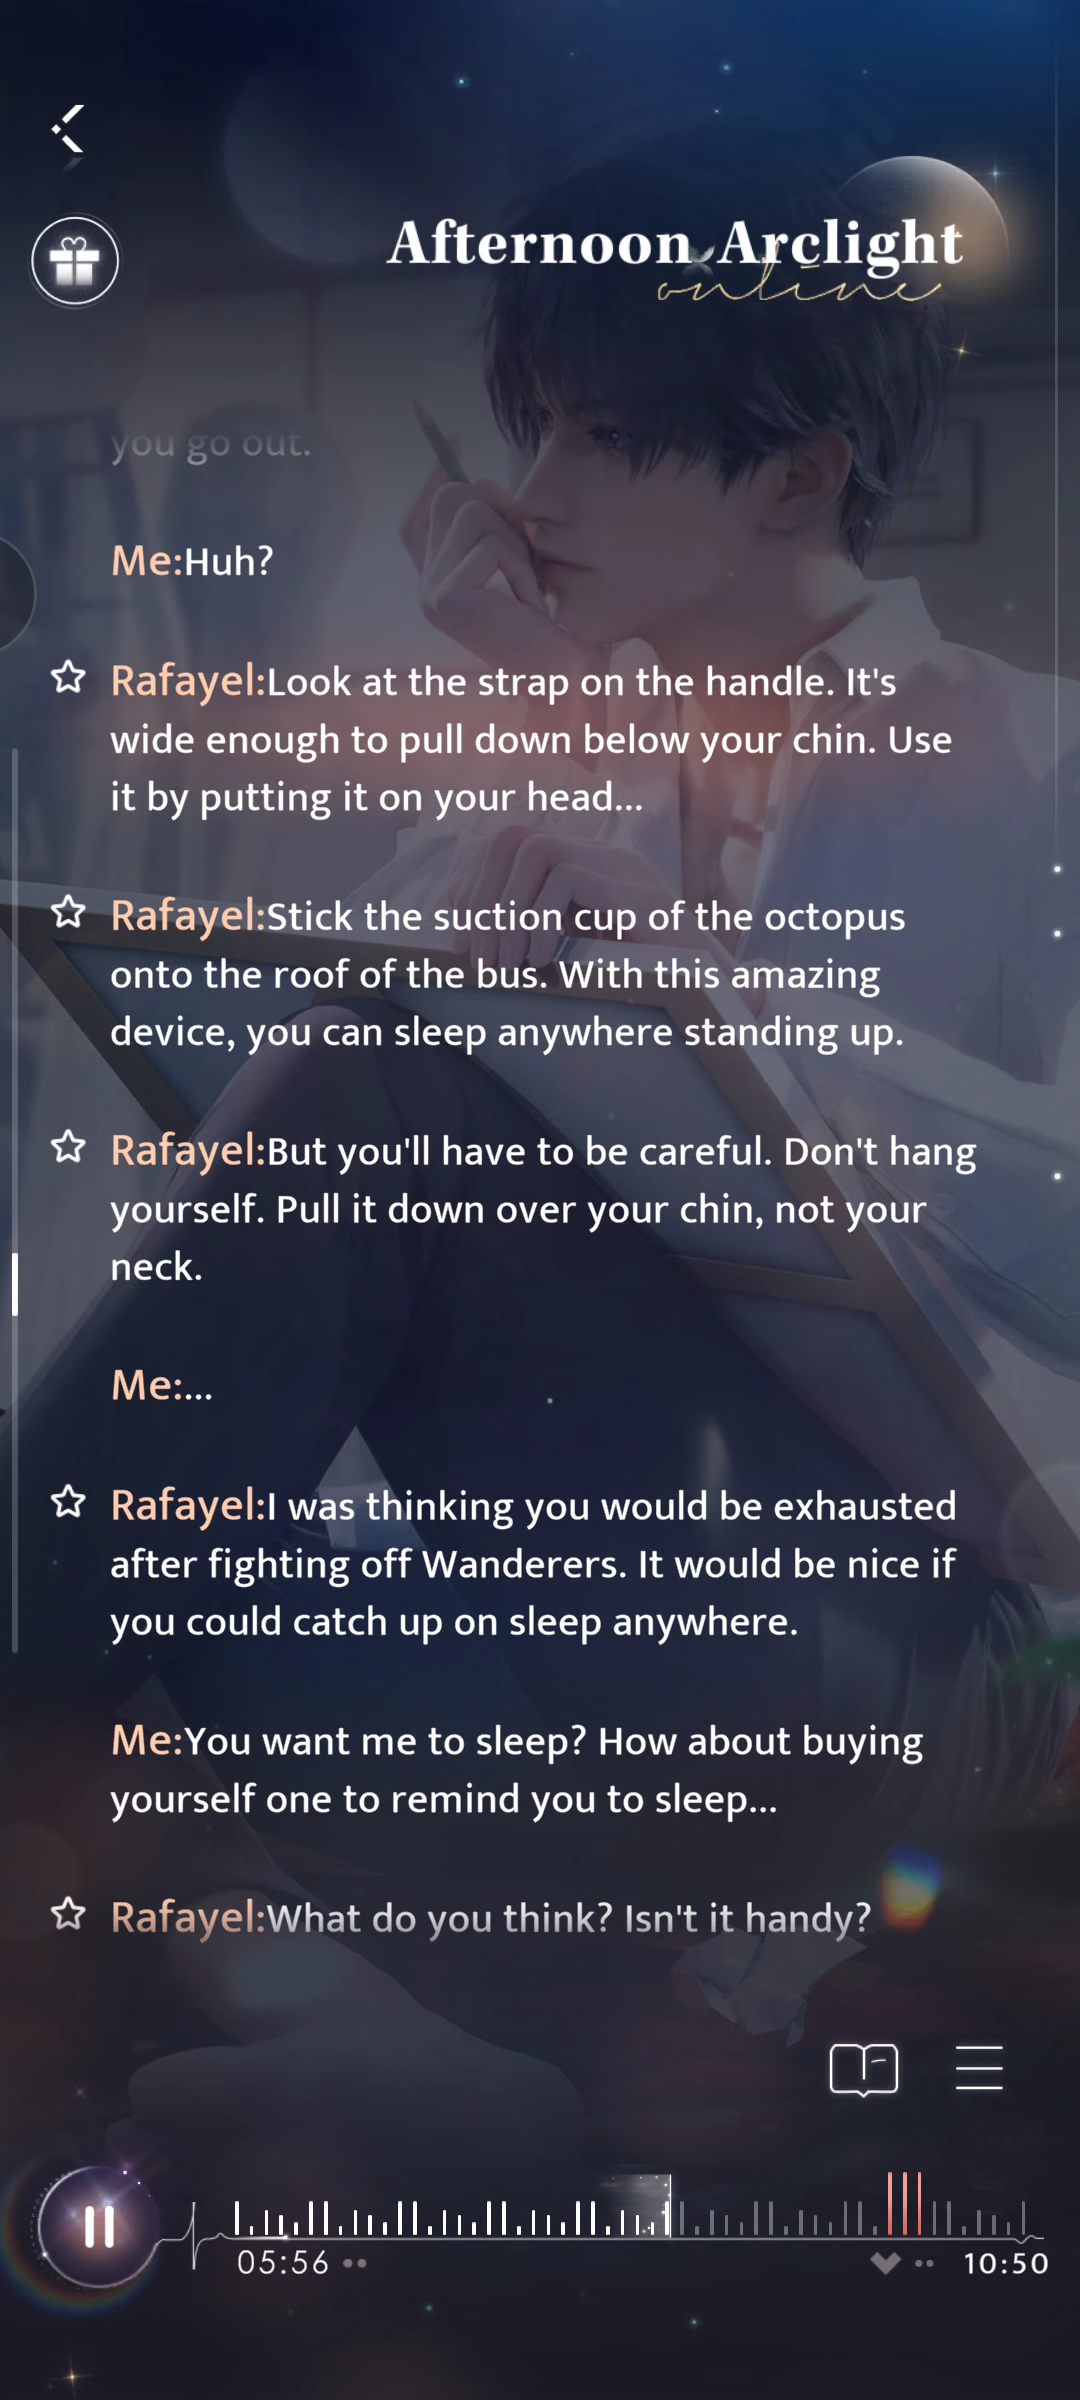 Afternoon Arclight
online
you go out.
Me:Huh?
Rafayel:Look at the strap on the handle. It's
wide enough to pull down below your chin. Use
it by putting it on your head...
Rafayel:Stick the suction cup of the octopus
onto the roof of the bus. With this amazing
device, you can sleep anywhere standing up.
Rafayel:But you'll have to be careful. Don't hang
yourself. Pull it down over your chin, not your
neck.
Me:...
Rafayel:I was thinking you would be exhausted
after fighting off Wanderers. It would be nice if
you could catch up on sleep anywhere.
Me:You want me to sleep? How about buying
yourself one to remind you to sleep...
Rafayel:What do you think? Isn't it handy?
05:56
10:50